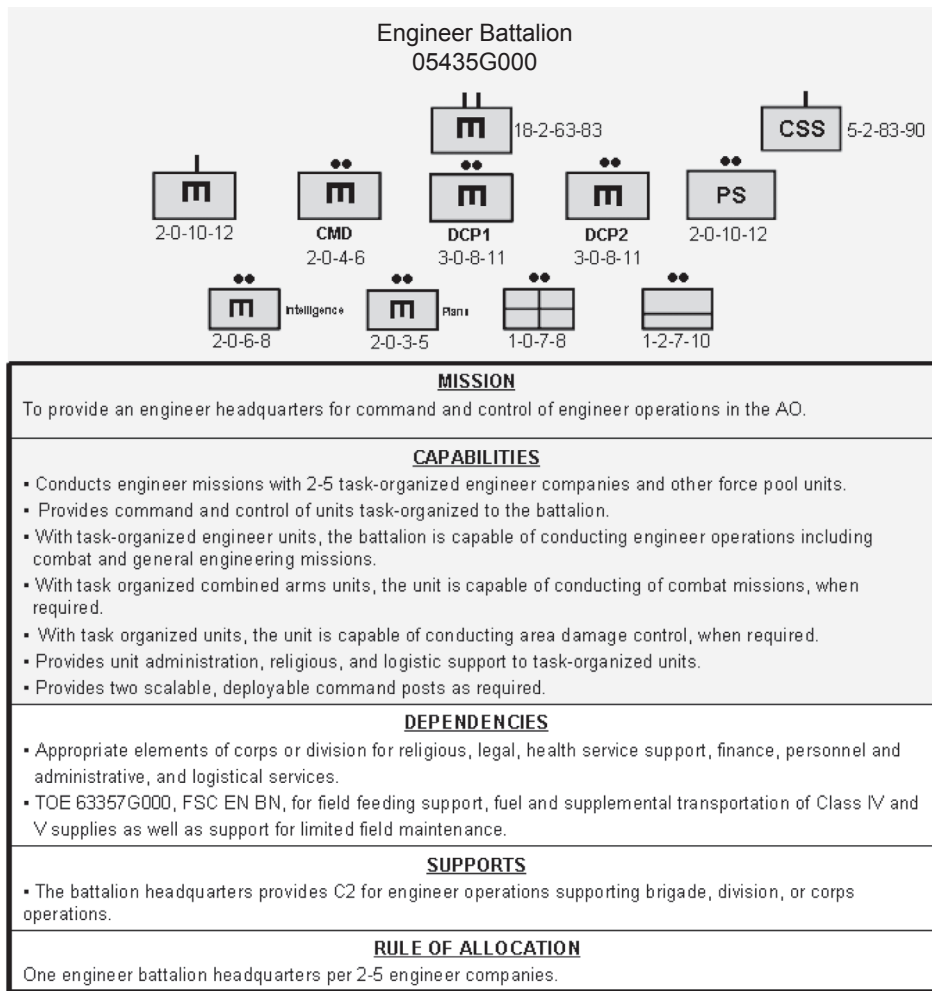 Engineer Battalion
05435G000
18-2-63-83
CSS 5-2-83-90
PS
2-0-10-12
CMD
2-0-4-6
DCP1
3-0-8-11
DCP2
3-0-8-11
2-0-10-12
Intelligence
2-0-6-8
Plans
2-0-3-5
1-0-7-8
1-2-7-10
MISSION
To provide an engineer headquarters for command and control of engineer operations in the AO.
CAPABILITIES
▪ Conducts engineer missions with 2-5 task-organized engineer companies and other force pool units.
▪ Provides command and control of units task-organized to the battalion.
▪ With task-organized engineer units, the battalion is capable of conducting engineer operations including
combat and general engineering missions.
▪ With task organized combined arms units, the unit is capable of conducting of combat missions, when
required.
▪ With task organized units, the unit is capable of conducting area damage control, when required.
▪ Provides unit administration, religious, and logistic support to task-organized units.
▪ Provides two scalable, deployable command posts as required.
DEPENDENCIES
▪ Appropriate elements of corps or division for religious, legal, health service support, finance, personnel and
administrative, and logistical services.
▪ TOE 63357G000, FSC EN BN, for field feeding support, fuel and supplemental transportation of Class IV and
V supplies as well as support for limited field maintenance.
SUPPORTS
▪ The battalion headquarters provides C2 for engineer operations supporting brigade, division, or corps
operations.
RULE OF ALLOCATION
One engineer battalion headquarters per 2-5 engineer companies.